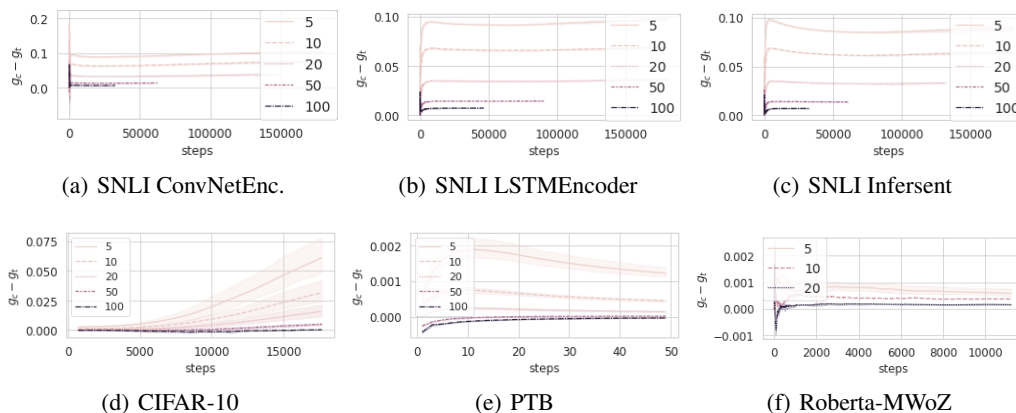 0.2
0.1
0.0
g_c − g_t
0 50000 100000 150000
steps
5
10
20
50
100
(a) SNLI ConvNetEnc.
0.10
0.05
0.00
g_c − g_t
0 50000 100000 150000
steps
5
10
20
50
100
(b) SNLI LSTMEncoder
0.10
0.05
0.00
g_c − g_t
0 50000 100000 150000
steps
5
10
20
50
100
(c) SNLI Infersent
0.075
0.050
0.025
0.000
g_c − g_t
0 5000 10000 15000
steps
5
10
20
50
100
(d) CIFAR-10
0.002
0.001
0.000
g_c − g_t
0 10 20 30 40 50
steps
5
10
20
50
100
(e) PTB
0.002
0.001
0.000
−0.001
g_c − g_t
0 2000 4000 6000 8000 10000
steps
5
10
20
(f) Roberta-MWoZ